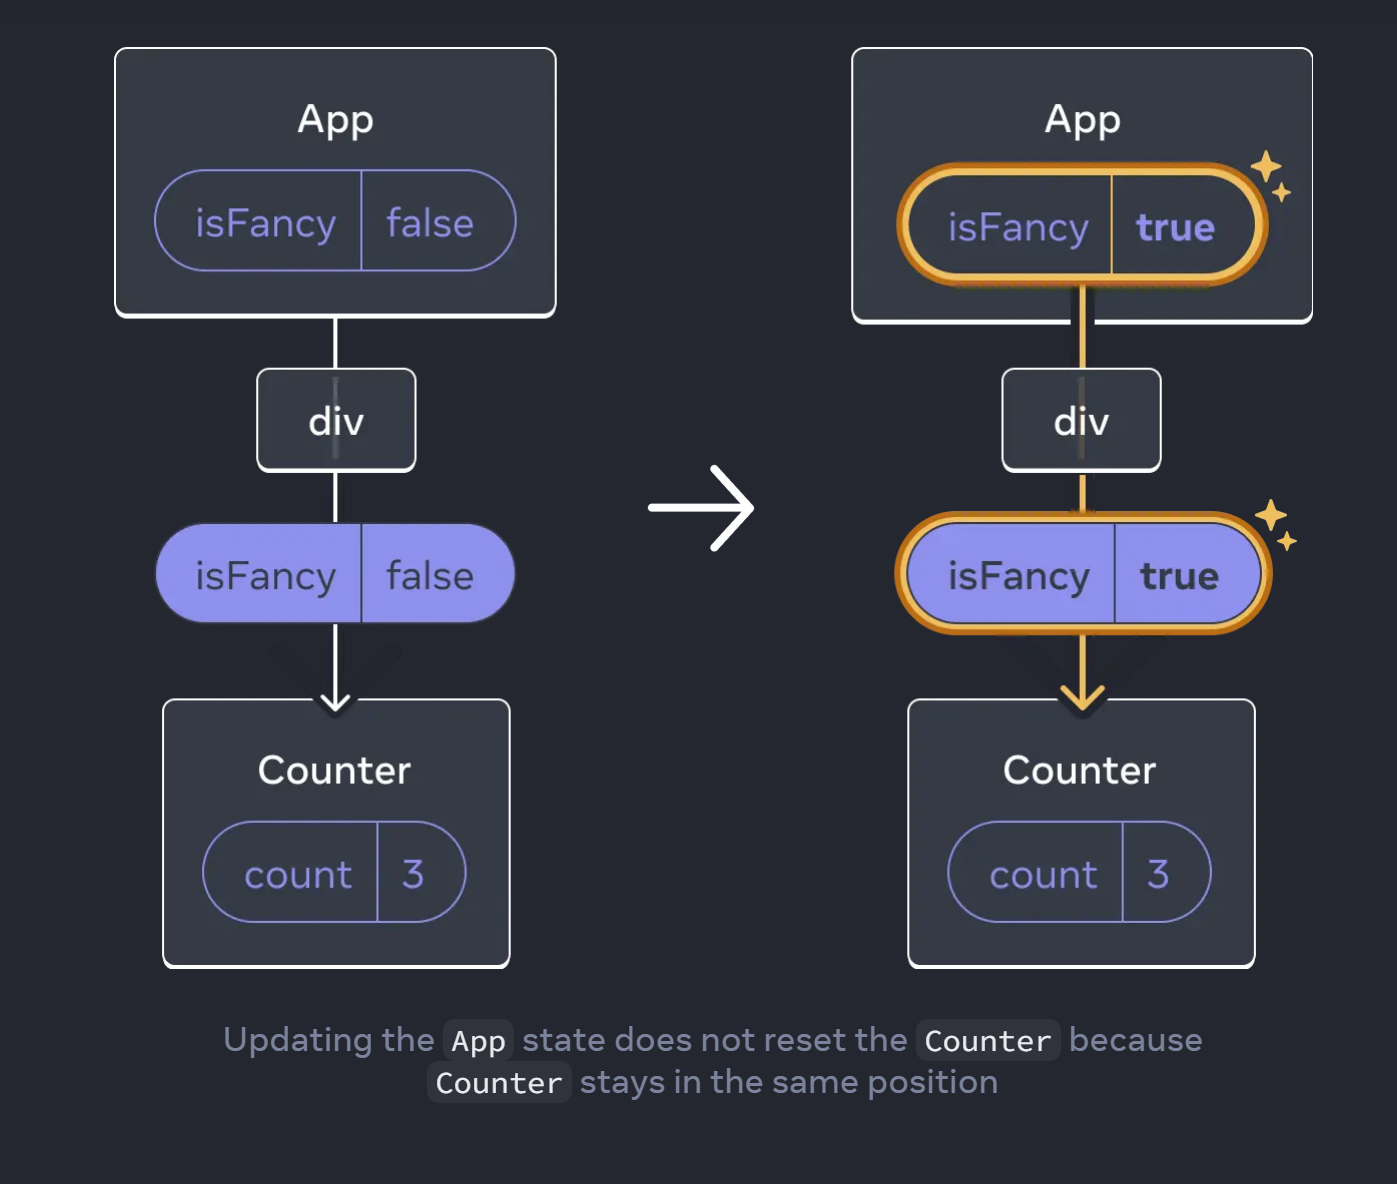 App
isFancy false
div
isFancy false
Counter
count 3
App
isFancy true
div
isFancy true
Counter
count 3
Updating the App state does not reset the Counter because
Counter stays in the same position